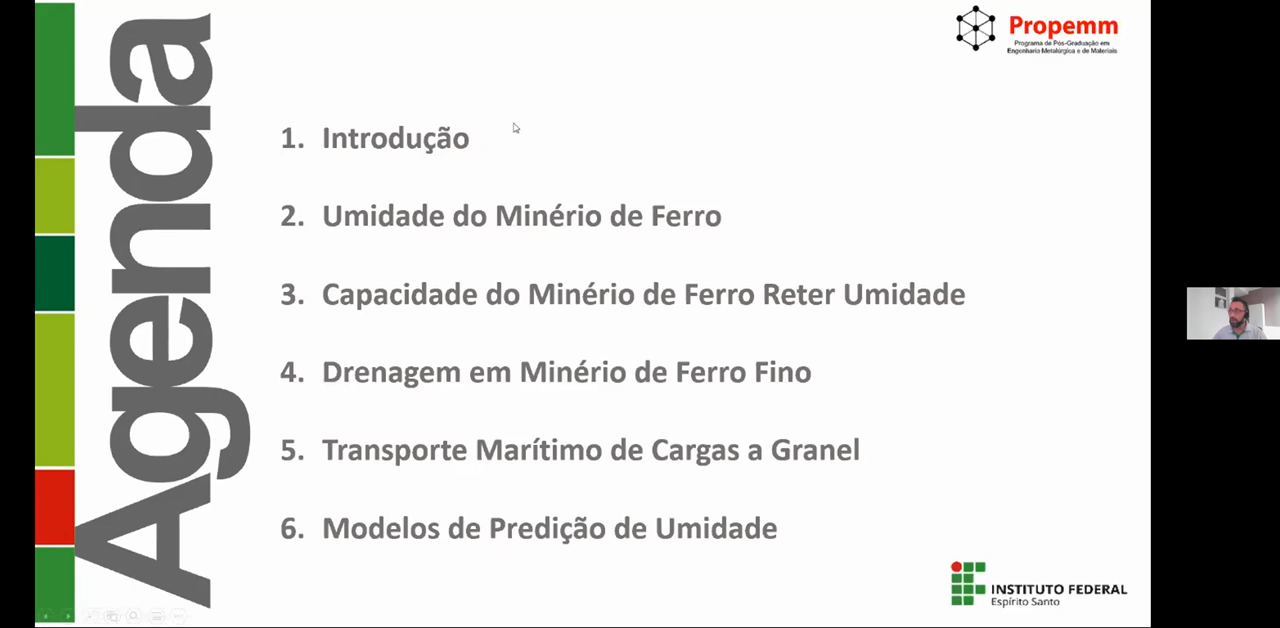 Agenda
Propemm
Programa de Pós-Graduação em
Engenharia Metalúrgica e de Materiais
1. Introdução
2. Umidade do Minério de Ferro
3. Capacidade do Minério de Ferro Reter Umidade
4. Drenagem em Minério de Ferro Fino
5. Transporte Marítimo de Cargas a Granel
6. Modelos de Predição de Umidade
INSTITUTO FEDERAL
Espírito Santo